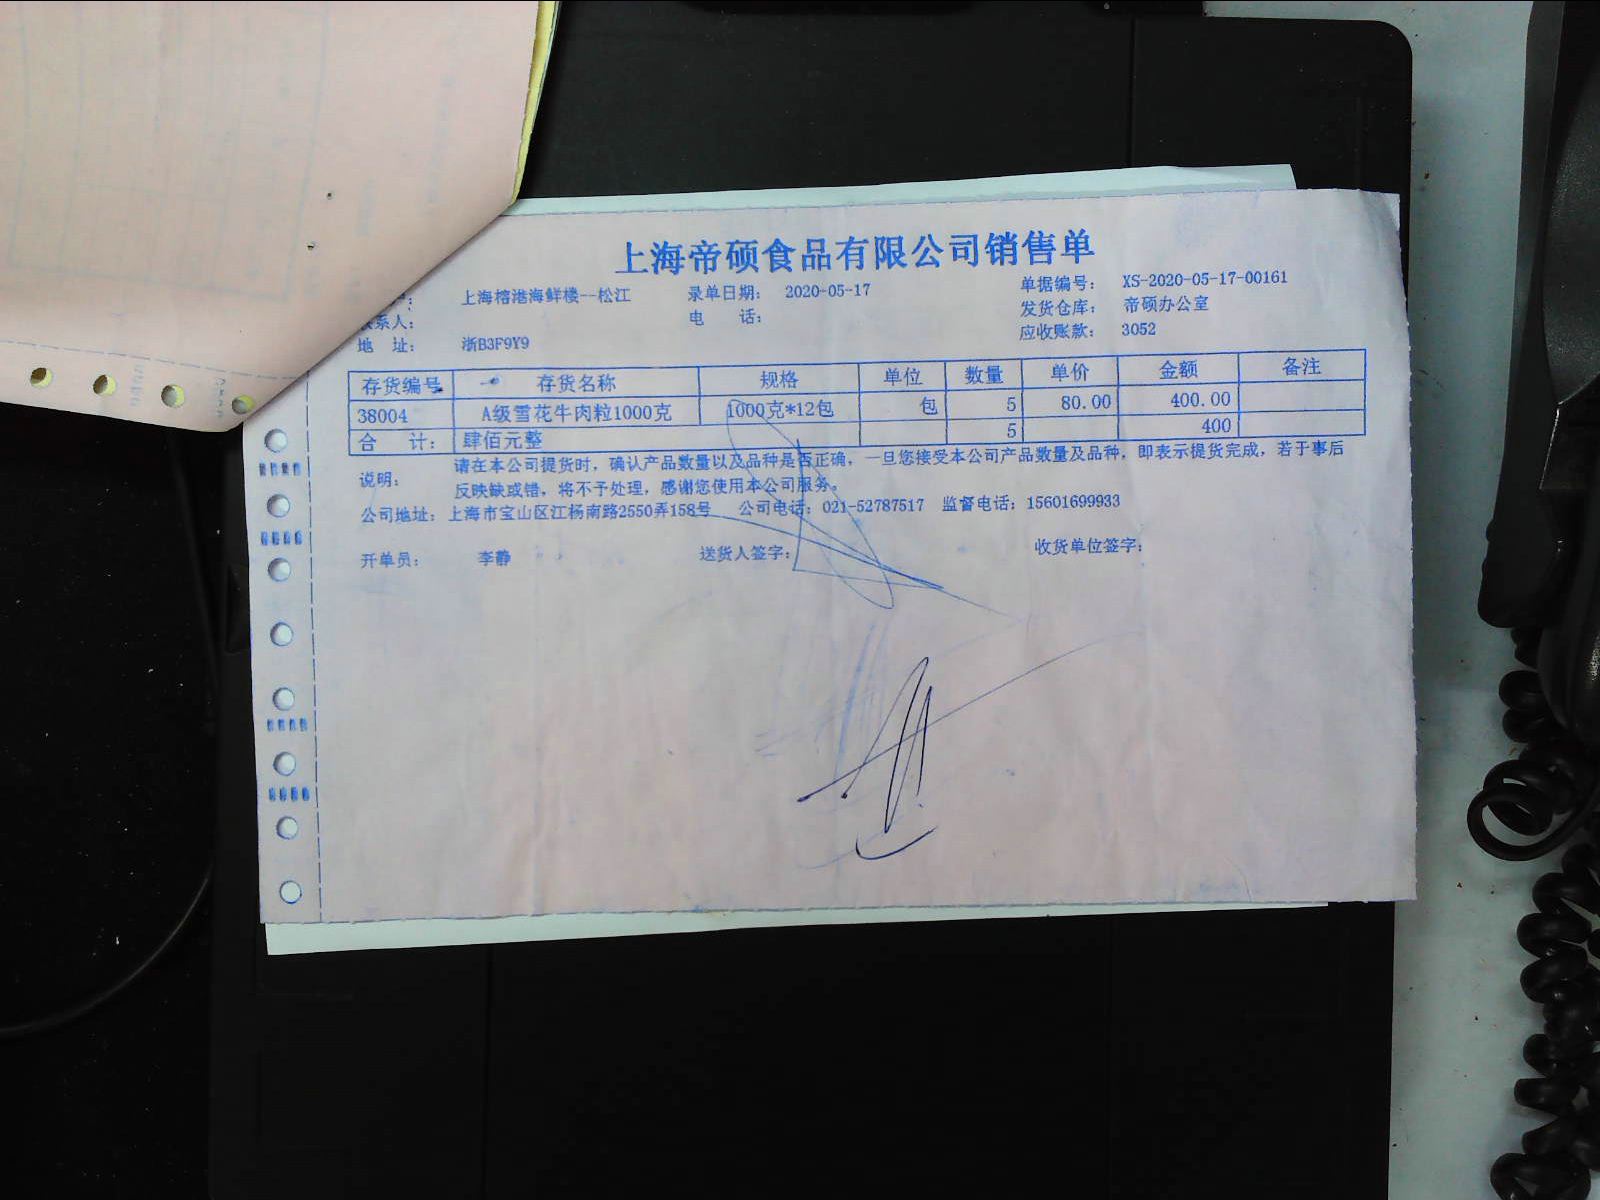 上海帝硕食品有限公司销售单
上海榕港海鲜楼--松江 录单日期: 2020-05-17 单据编号: XS-2020-05-17-00161
系人: 电 话: 发货仓库: 帝硕办公室
地 址: 浙B3F9Y9 应收账款: 3052
存货编号 存货名称 规格 单位 数量 单价 金额 备注
38004 A级雪花牛肉粒1000克 1000克*12包 包 5 80.00 400.00
合 计: 肆佰元整 5 400
说明: 请在本公司提货时，确认产品数量以及品种是否正确，一旦您接受本公司产品数量及品种，即表示提货完成，若于事后
反映缺或错，将不予处理，感谢您使用本公司服务。
公司地址: 上海市宝山区江杨南路2550弄158号 公司电话: 021-52787517 监督电话: 15601699933
开单员: 李静 送货人签字: 收货单位签字: